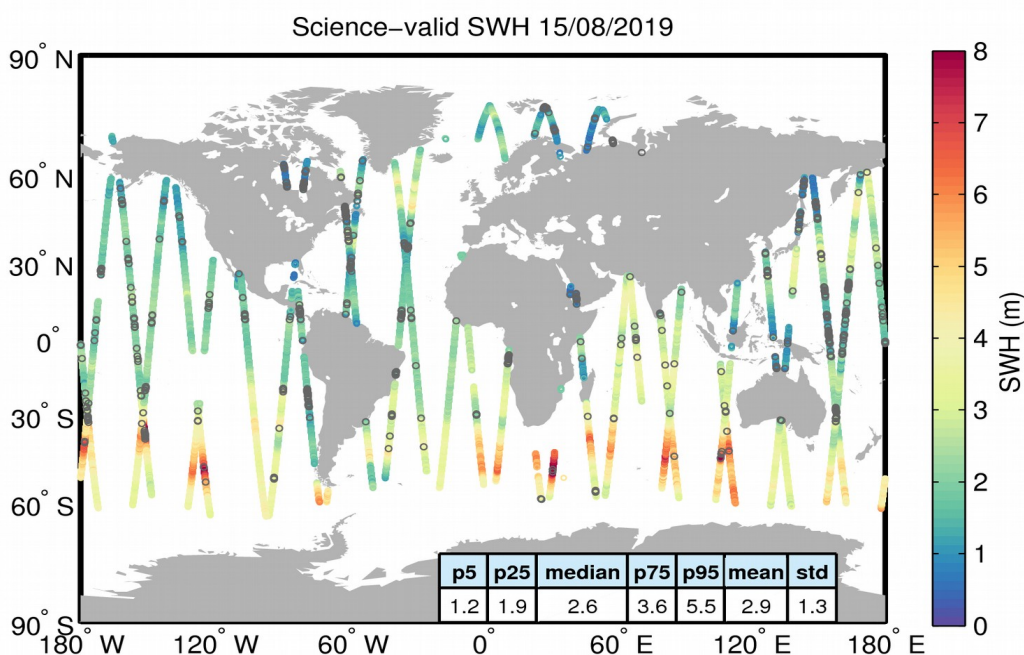 Science−valid SWH 15/08/2019
90° N
60° N
30° N
0°
30° S
60° S
90° S
180° W
120° W
60° W
0°
60° E
120° E
180° E
p5 p25 median p75 p95 mean std
1.2 1.9 2.6 3.6 5.5 2.9 1.3
8
7
6
5
4
3
2
1
0
SWH (m)